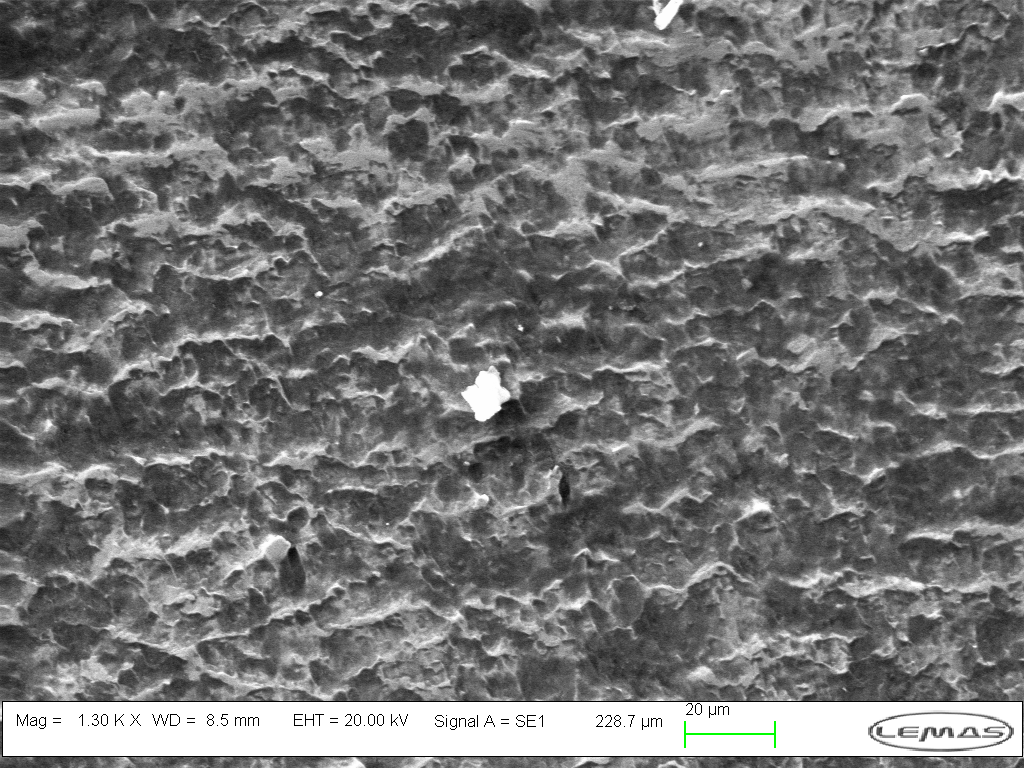 20 µm
Mag = 1.30 K X WD = 8.5 mm EHT = 20.00 kV Signal A = SE1 228.7 µm
LEMAS